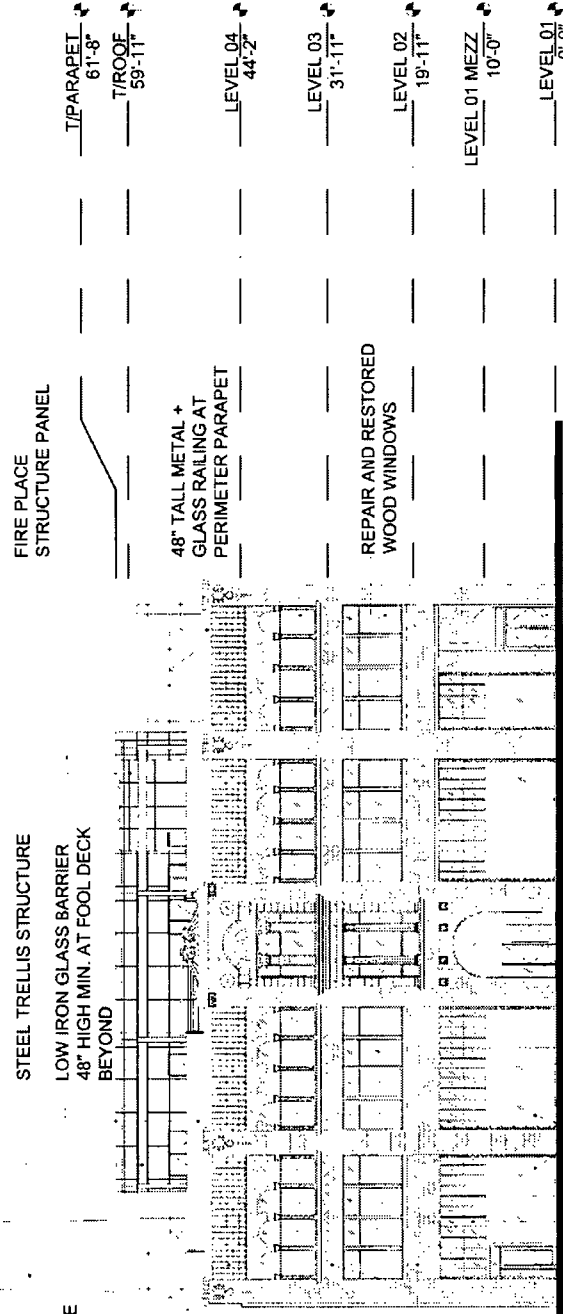 STEEL TRELLIS STRUCTURE
LOW IRON GLASS BARRIER
48" HIGH MIN. AT FOOL DECK
BEYOND
FIRE PLACE
STRUCTURE PANEL
48" TALL METAL +
GLASS RAILING AT
PERIMETER PARAPET
REPAIR AND RESTORED
WOOD WINDOWS
T/PARAPET
61'-8"
T/ROOF
59'-11"
LEVEL 04
44'-2"
LEVEL 03
31'-11"
LEVEL 02
19'-11"
LEVEL 01 MEZZ
10'-0"
LEVEL 01
E